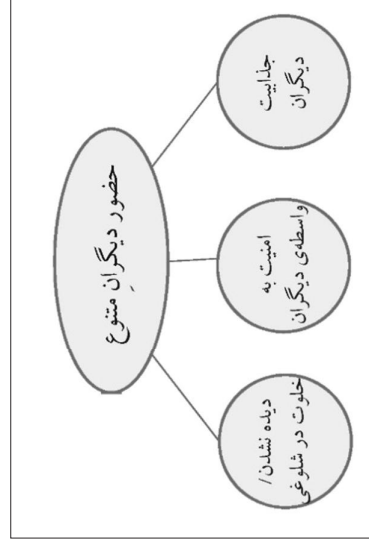 حضور دیگرانِ متنوع
جذابیت
دیگران
امنیت به
واسطه‌ی دیگران
دیده نشدن/
خلوت در شلوغی